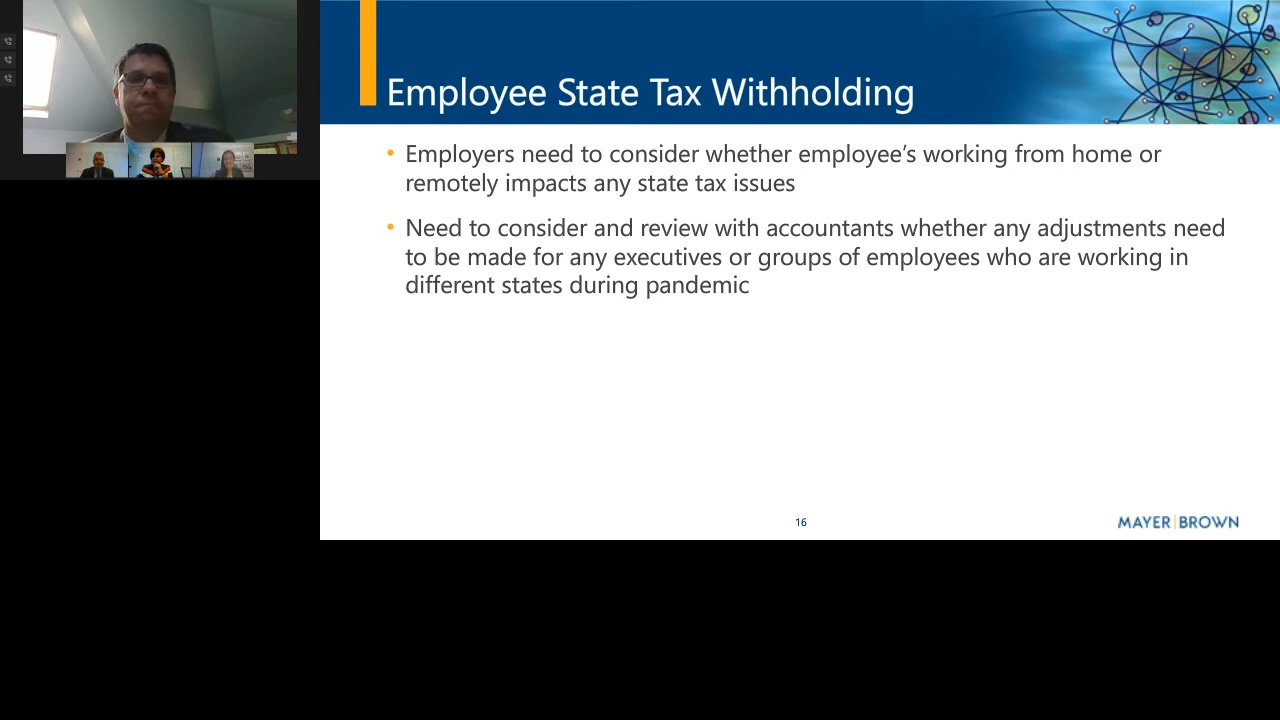 Employee State Tax Withholding
• Employers need to consider whether employee's working from home or
remotely impacts any state tax issues
• Need to consider and review with accountants whether any adjustments need
to be made for any executives or groups of employees who are working in
different states during pandemic
16
MAYER | BROWN